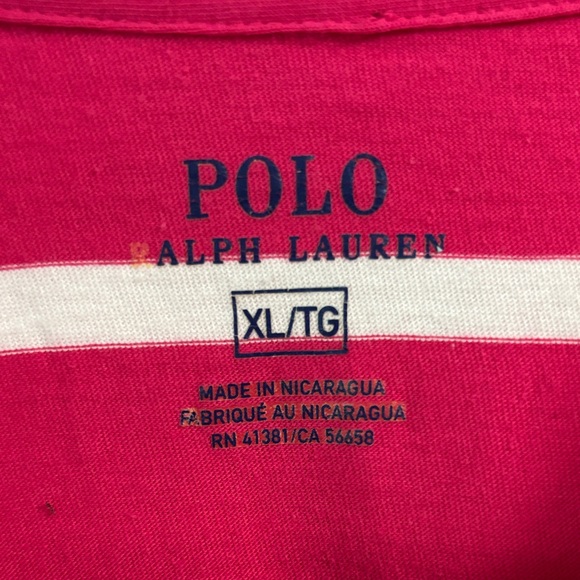 POLO
RALPH LAUREN
XL/TG
MADE IN NICARAGUA
FABRIQUÉ AU NICARAGUA
RN 41381/CA 56658